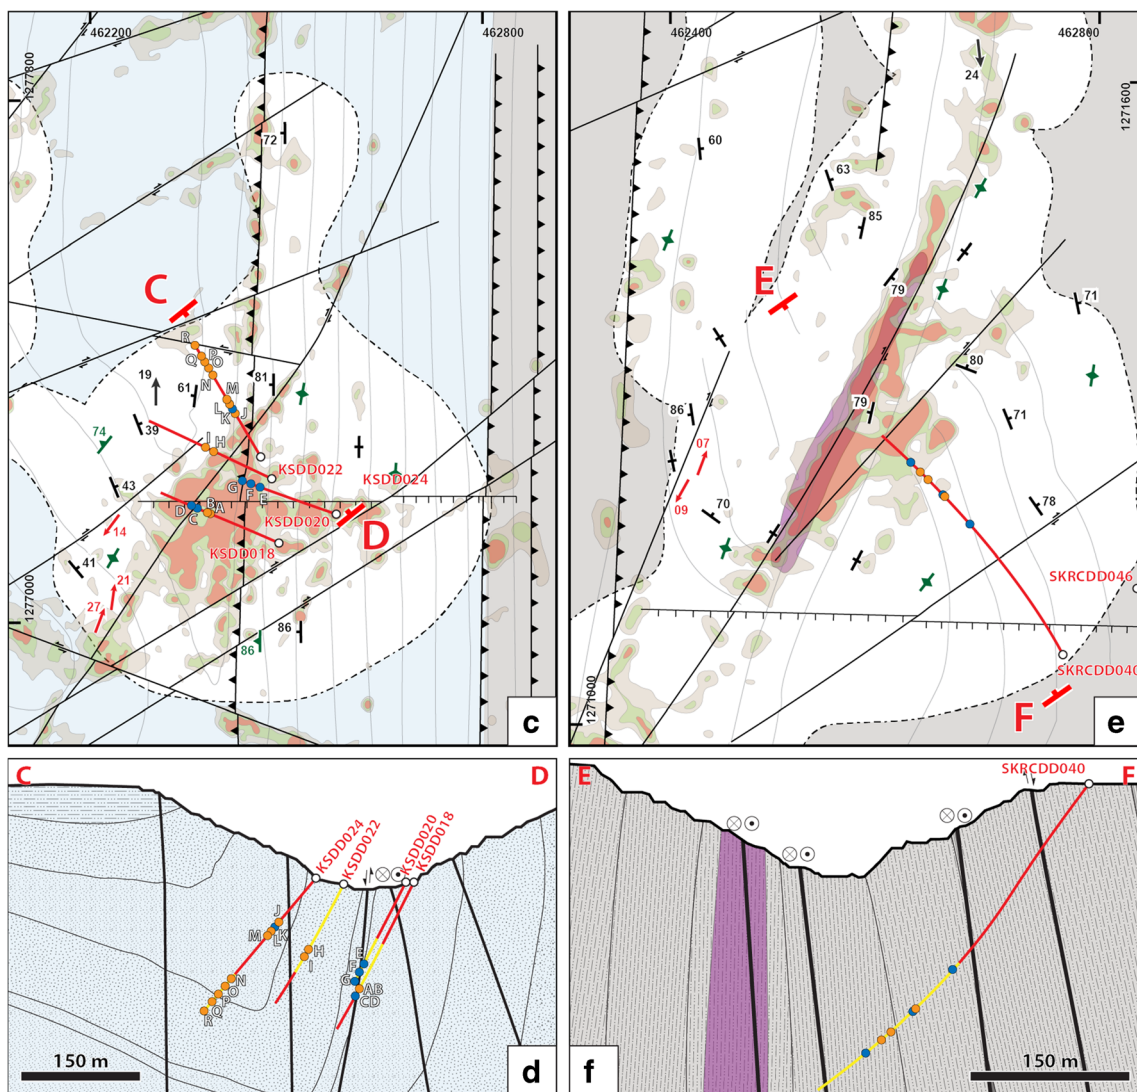 462200
462800
1277800
72
C
R
P
Q
O
19
N
61
81
M
L
K
J
74
39
I
H
KSDD022
43
G
F
E
KSDD024
B
D
A
C
KSDD020
D
14
KSDD018
41
21
27
1277000
86
86
c
462400
462800
24
1271600
60
63
85
E
79
71
80
86
79
71
07
09
70
78
SKRCDD046
SKRCDD040
1271000
F
e
C
D
KSDD024
KSDD022
KSDD020
KSDD018
J
M
K
L
H
E
I
F
N
G
O
AB
P
CD
Q
R
150 m
d
E
SKRCDD040
F
f
150 m